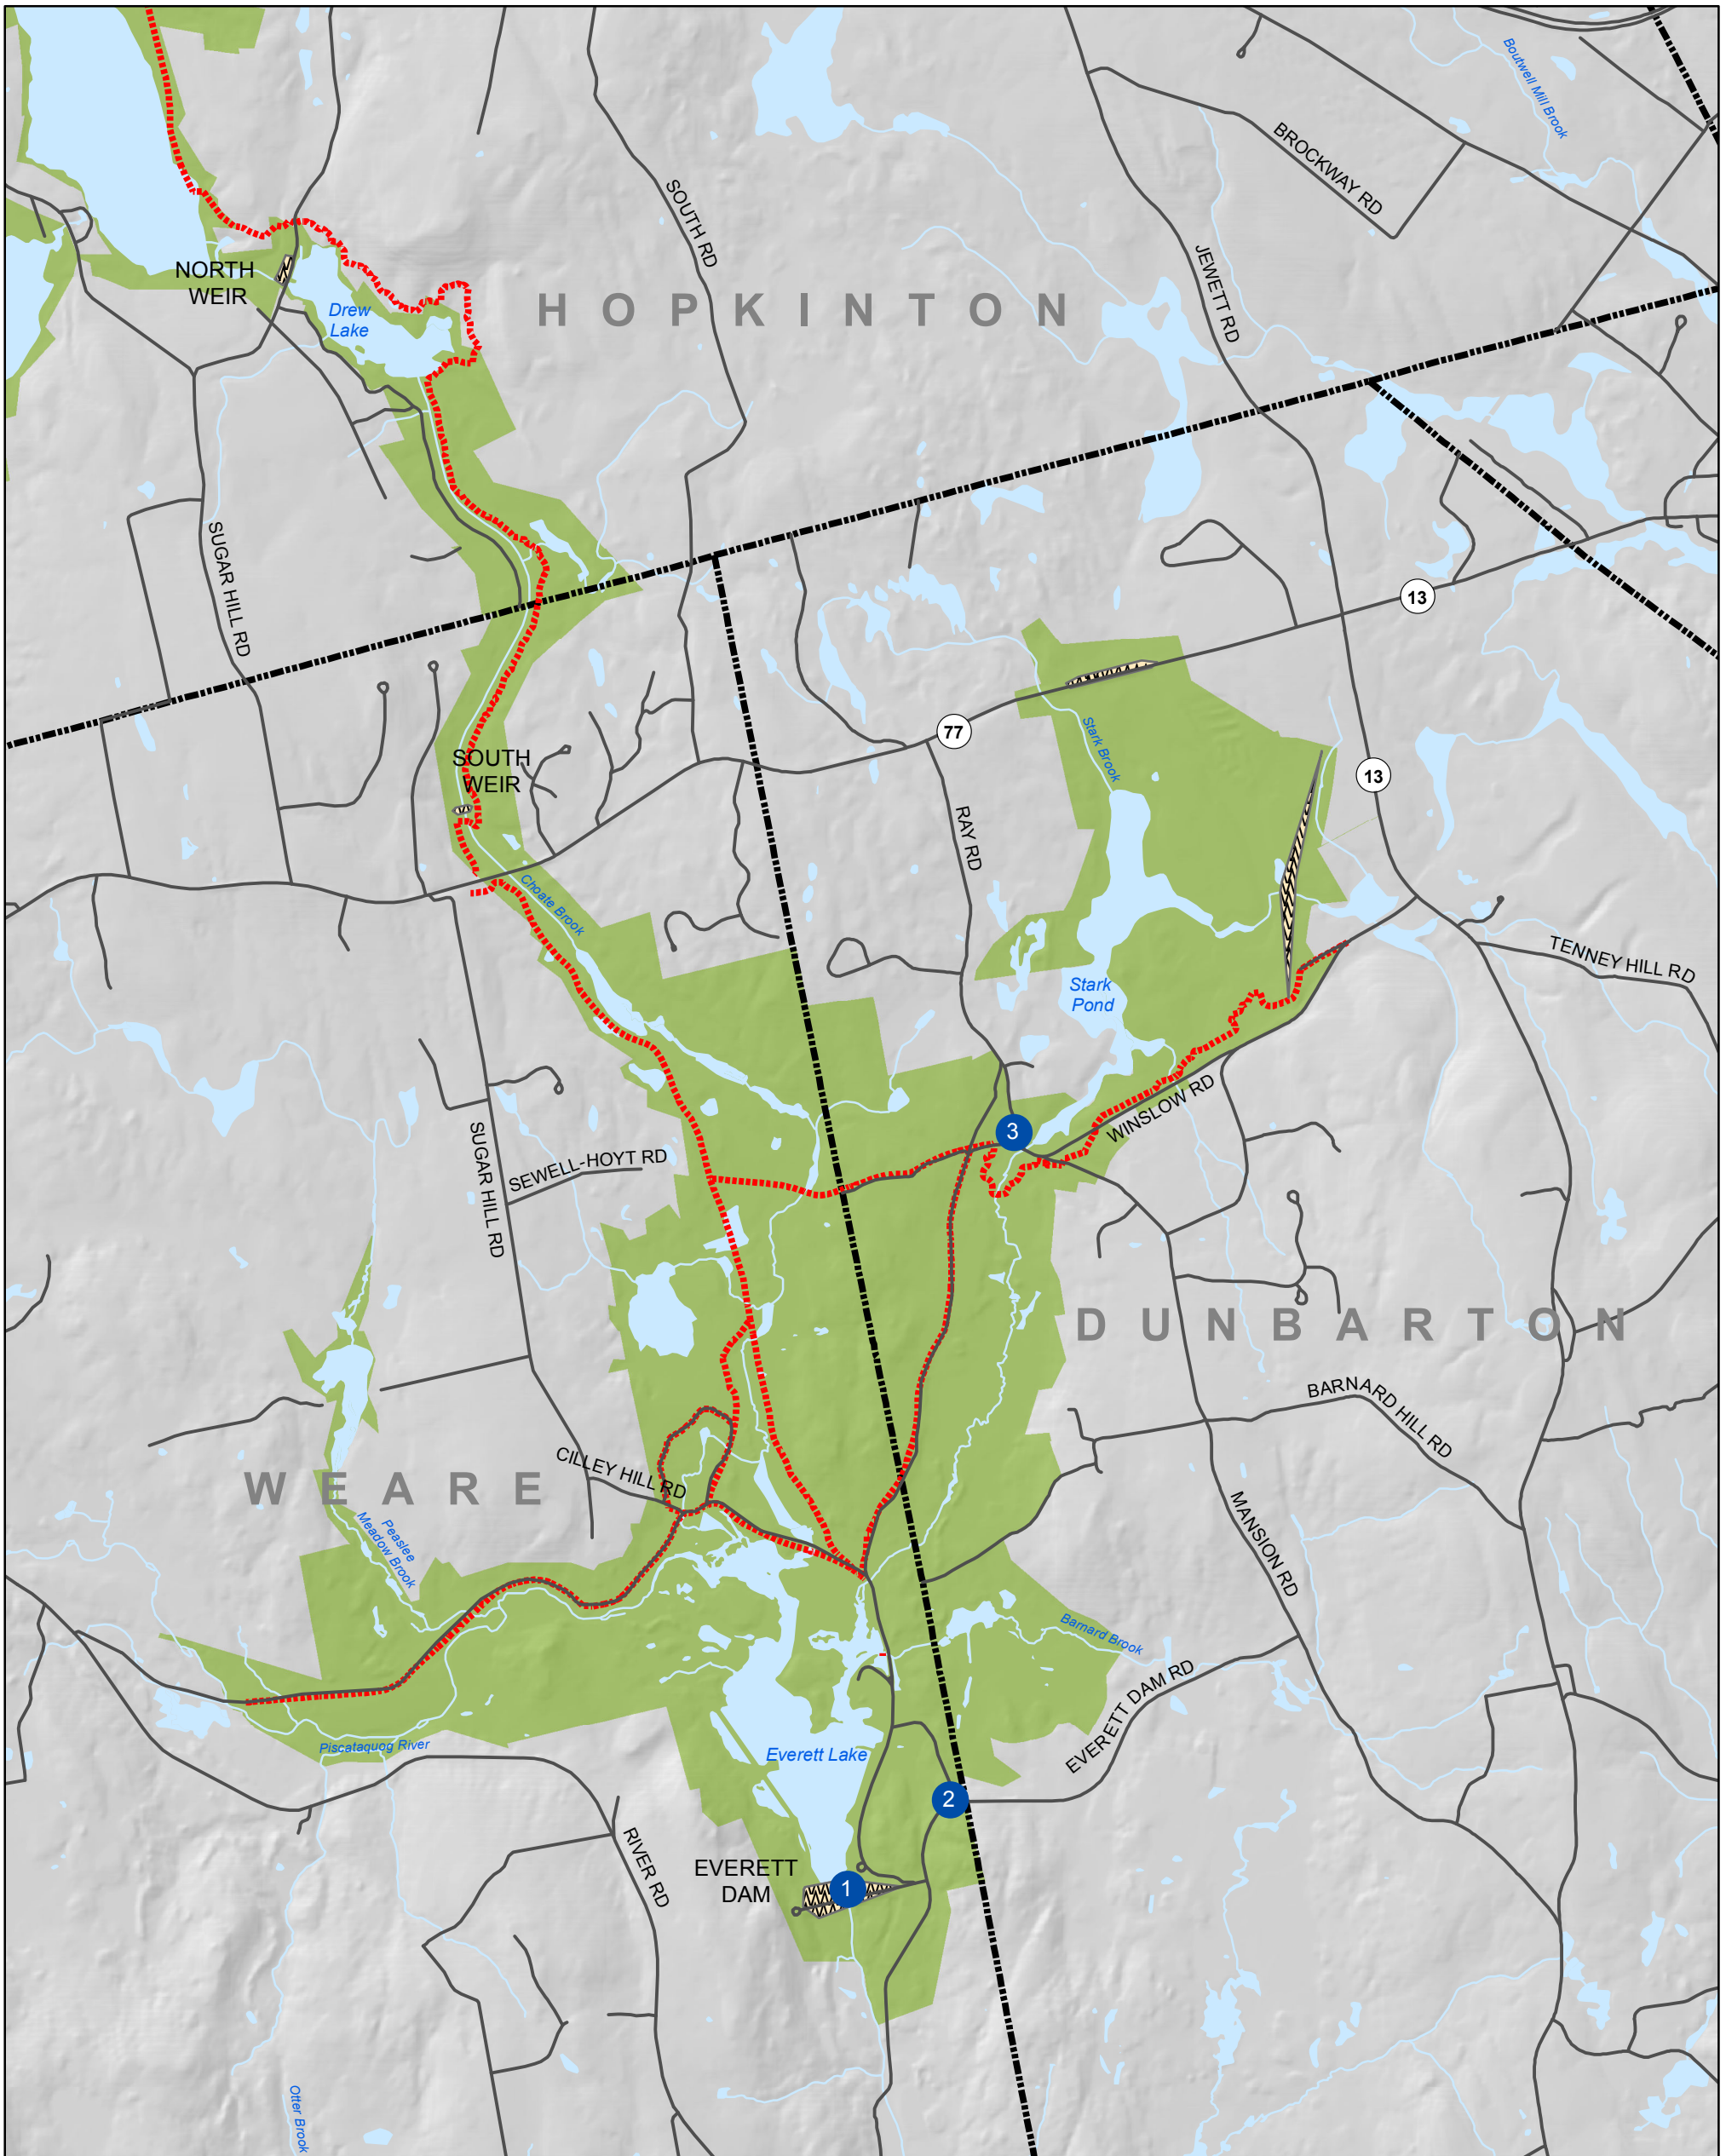 Boutwell Mill Brook
BROCKWAY RD
SOUTH RD
JEWETT RD
NORTH
WEIR
Drew
Lake
HOPKINTON
SUGAR HILL RD
13
77
Stark Brook
SOUTH
WEIR
13
RAY RD
Choate Brook
TENNEY HILL RD
Stark
Pond
WINSLOW RD
3
SUGAR HILL RD
SEWELL-HOYT RD
DUNBARTON
BARNARD HILL RD
CILLEY HILL RD
WEARE
MANSION RD
Peaslee
Meadow Brook
Barnard Brook
EVERETT DAM RD
Piscataquog River
Everett Lake
2
RIVER RD
EVERETT
DAM
1
Otter Brook